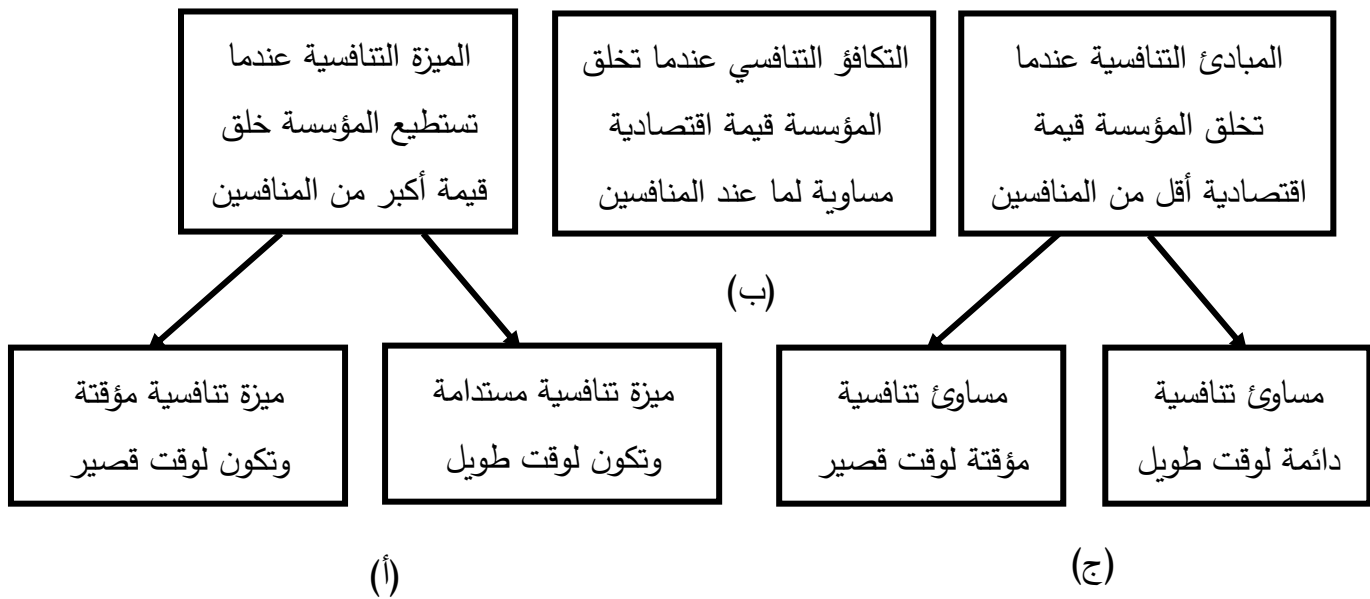 المبادئ التنافسية عندما
تخلق المؤسسة قيمة
اقتصادية أقل من المنافسين
التكافؤ التنافسي عندما تخلق
المؤسسة قيمة اقتصادية
مساوية لما عند المنافسين
الميزة التنافسية عندما
تستطيع المؤسسة خلق
قيمة أكبر من المنافسين
(ب)
مساوئ تنافسية
دائمة لوقت طويل
مساوئ تنافسية
مؤقتة لوقت قصير
ميزة تنافسية مستدامة
وتكون لوقت طويل
ميزة تنافسية مؤقتة
وتكون لوقت قصير
(ج)
(أ)